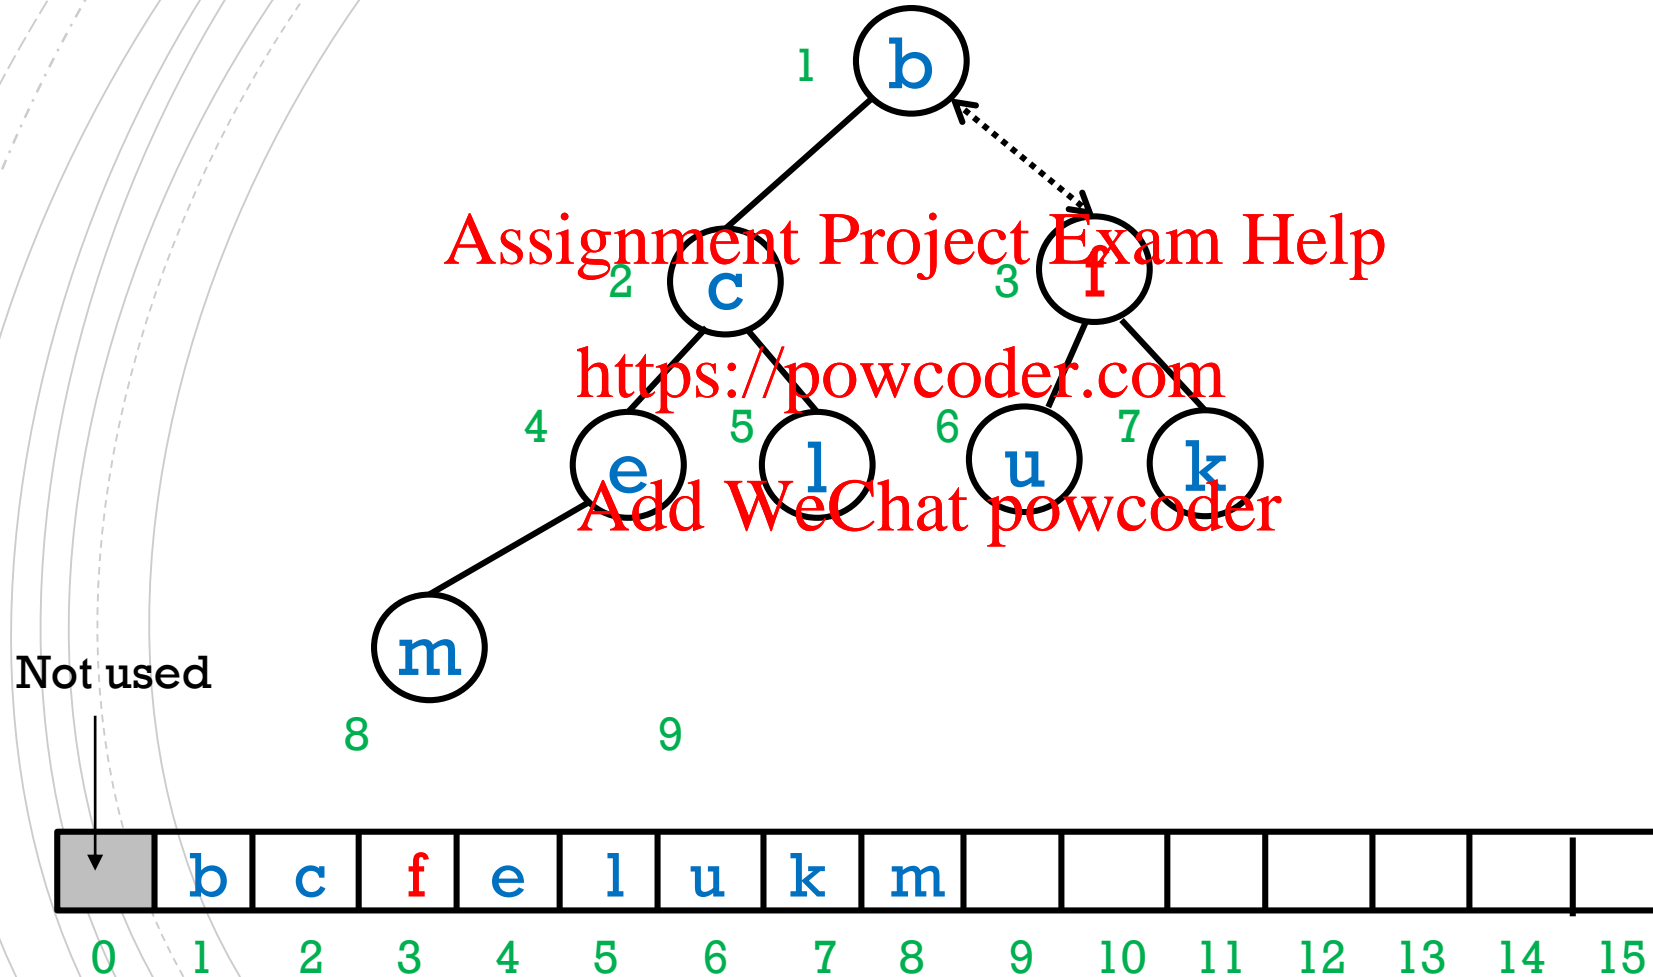 1 b
Assignment Project Exam Help
2 c 3 f
https://powcoder.com
4 5 6 7
e l u k
Add WeChat powcoder
m
Not used
8 9
b c f e l u k m
0 1 2 3 4 5 6 7 8 9 10 11 12 13 14 15